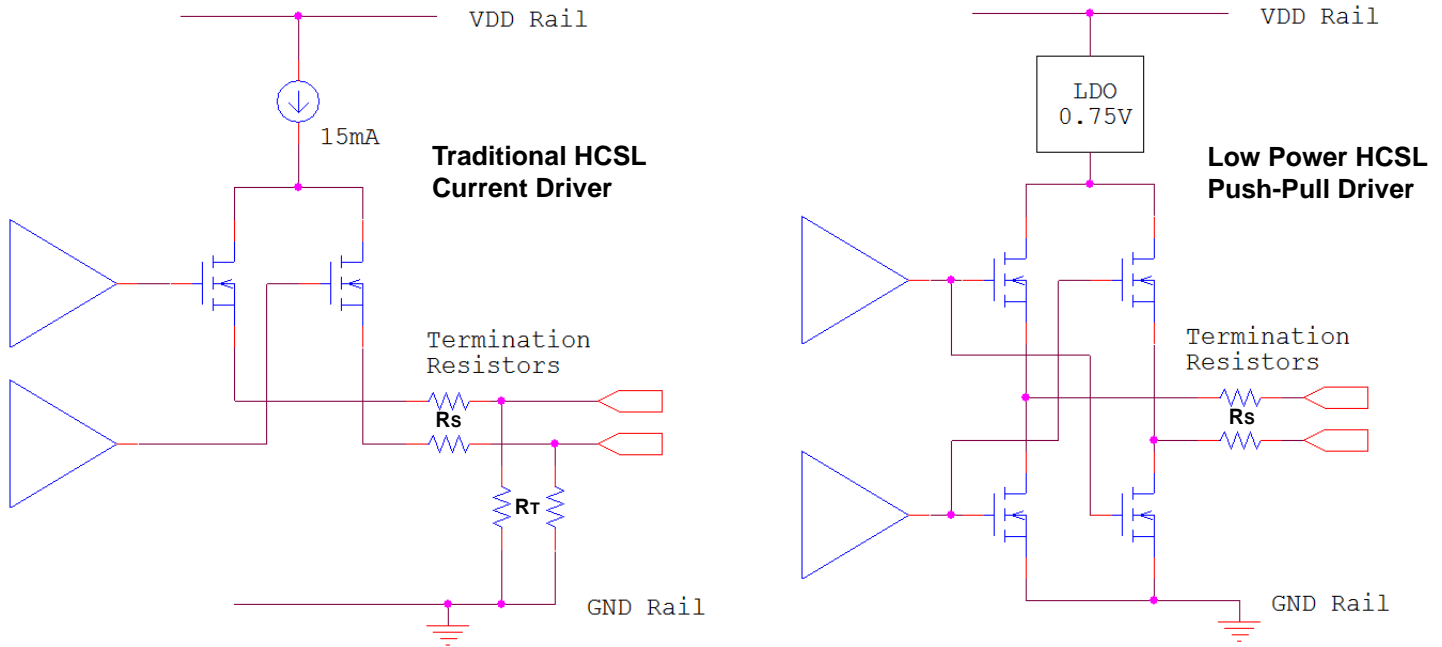 VDD Rail
15mA
Traditional HCSL
Current Driver
Termination
Resistors
RS
RT
GND Rail
VDD Rail
LDO
0.75V
Low Power HCSL
Push-Pull Driver
Termination
Resistors
RS
GND Rail